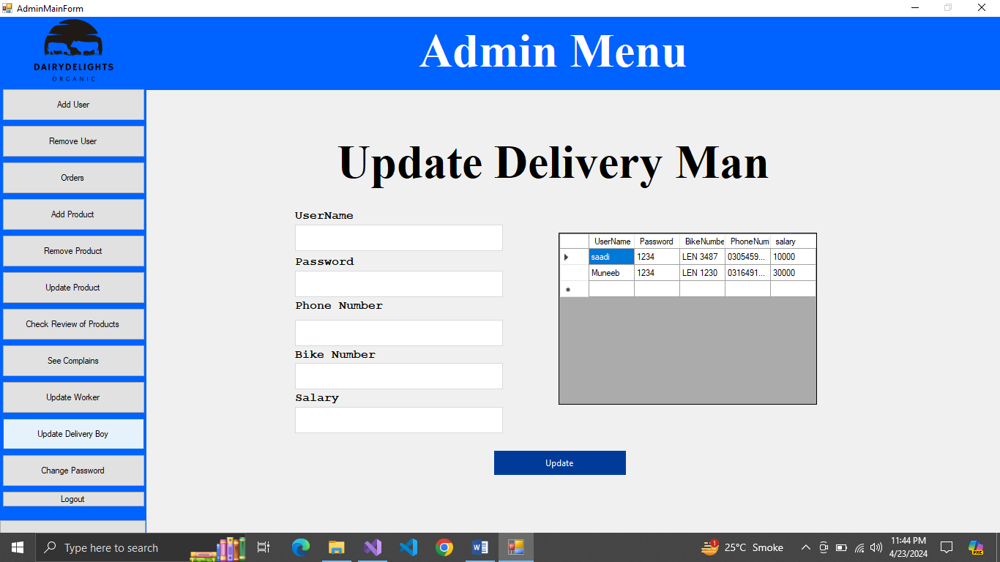 AdminMainForm
DAIRYDELIGHTS
ORGANIC
Admin Menu
Add User
Remove User
Orders
Add Product
Remove Product
Update Product
Check Review of Products
See Complains
Update Worker
Update Delivery Boy
Change Password
Logout
Update Delivery Man
UserName
Password
Phone Number
Bike Number
Salary
UserName Password BikeNumbe PhoneNum salary
saadi 1234 LEN 3487 0305459... 10000
Muneeb 1234 LEN 1230 0316491... 30000
Update
Type here to search
1
25°C Smoke
11:44 PM
4/23/2024
PRE